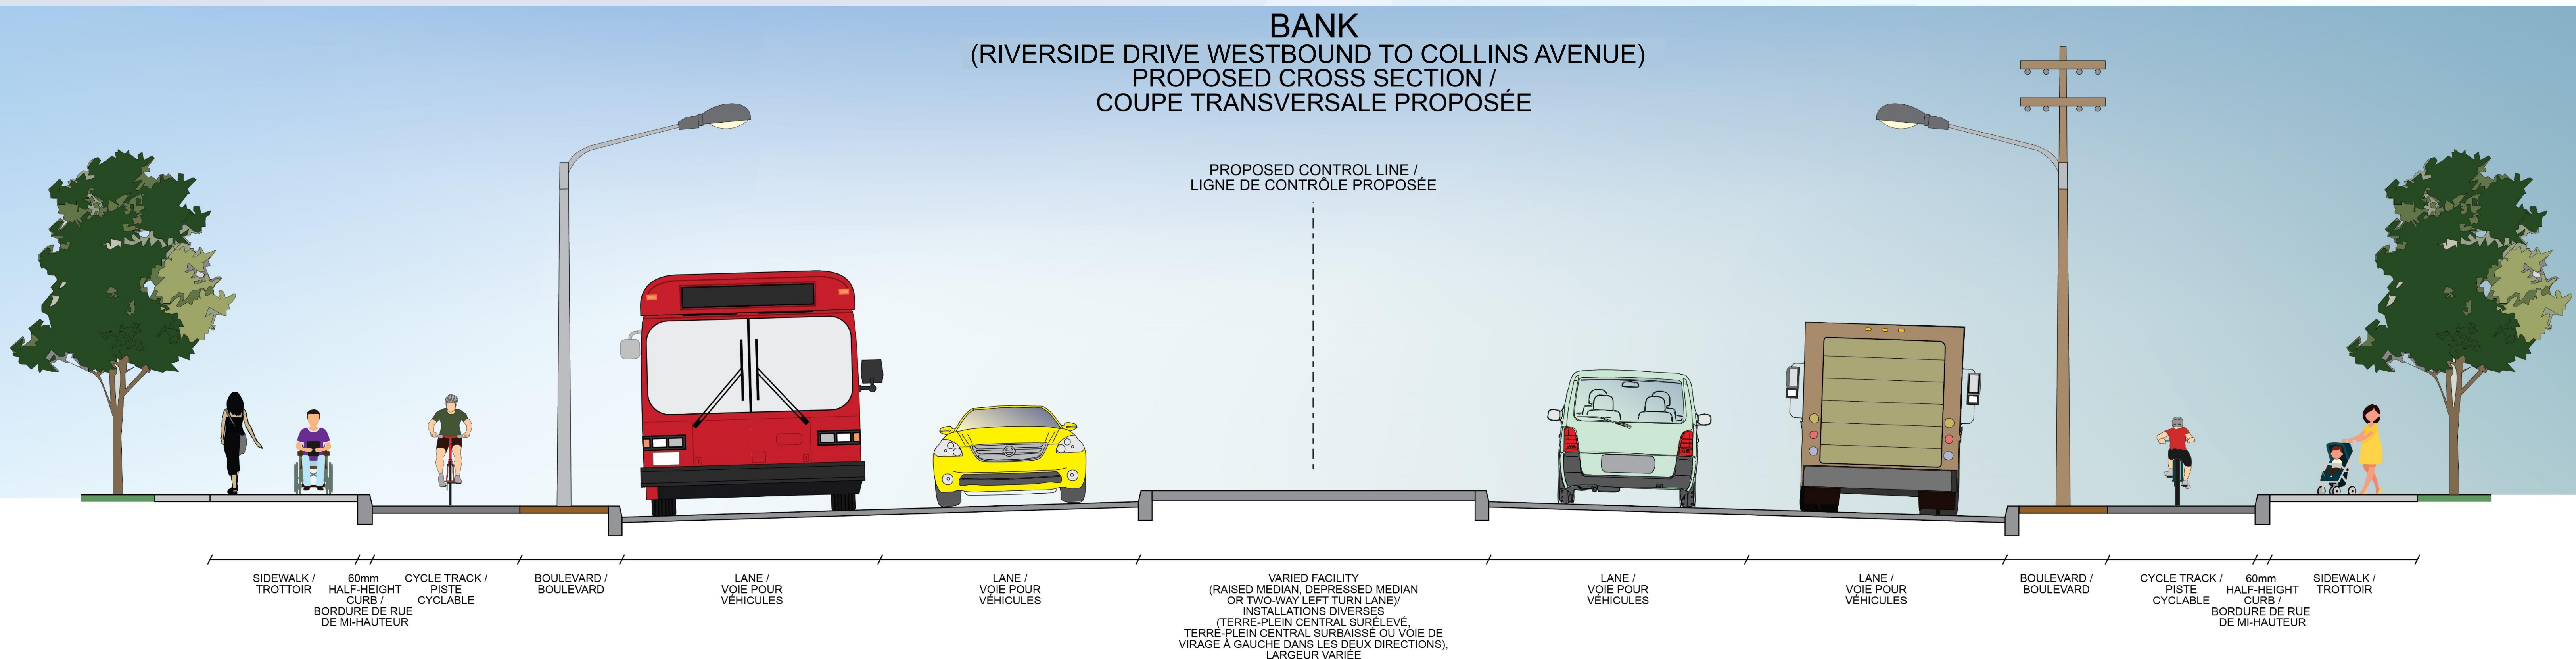 BANK
(RIVERSIDE DRIVE WESTBOUND TO COLLINS AVENUE)
PROPOSED CROSS SECTION /
COUPE TRANSVERSALE PROPOSÉE
PROPOSED CONTROL LINE /
LIGNE DE CONTRÔLE PROPOSÉE
SIDEWALK /
TROTTOIR
60mm
HALF-HEIGHT
CURB /
BORDURE DE RUE
DE MI-HAUTEUR
CYCLE TRACK /
PISTE
CYCLABLE
BOULEVARD /
BOULEVARD
LANE /
VOIE POUR
VÉHICULES
LANE /
VOIE POUR
VÉHICULES
VARIED FACILITY
(RAISED MEDIAN, DEPRESSED MEDIAN
OR TWO-WAY LEFT TURN LANE)/
INSTALLATIONS DIVERSES
(TERRE-PLEIN CENTRAL SURÉLEVÉ,
TERRE-PLEIN CENTRAL SURBAISSÉ OU VOIE DE
VIRAGE À GAUCHE DANS LES DEUX DIRECTIONS),
LARGEUR VARIÉE
LANE /
VOIE POUR
VÉHICULES
LANE /
VOIE POUR
VÉHICULES
BOULEVARD /
BOULEVARD
CYCLE TRACK /
PISTE
CYCLABLE
60mm
HALF-HEIGHT
CURB /
BORDURE DE RUE
DE MI-HAUTEUR
SIDEWALK /
TROTTOIR